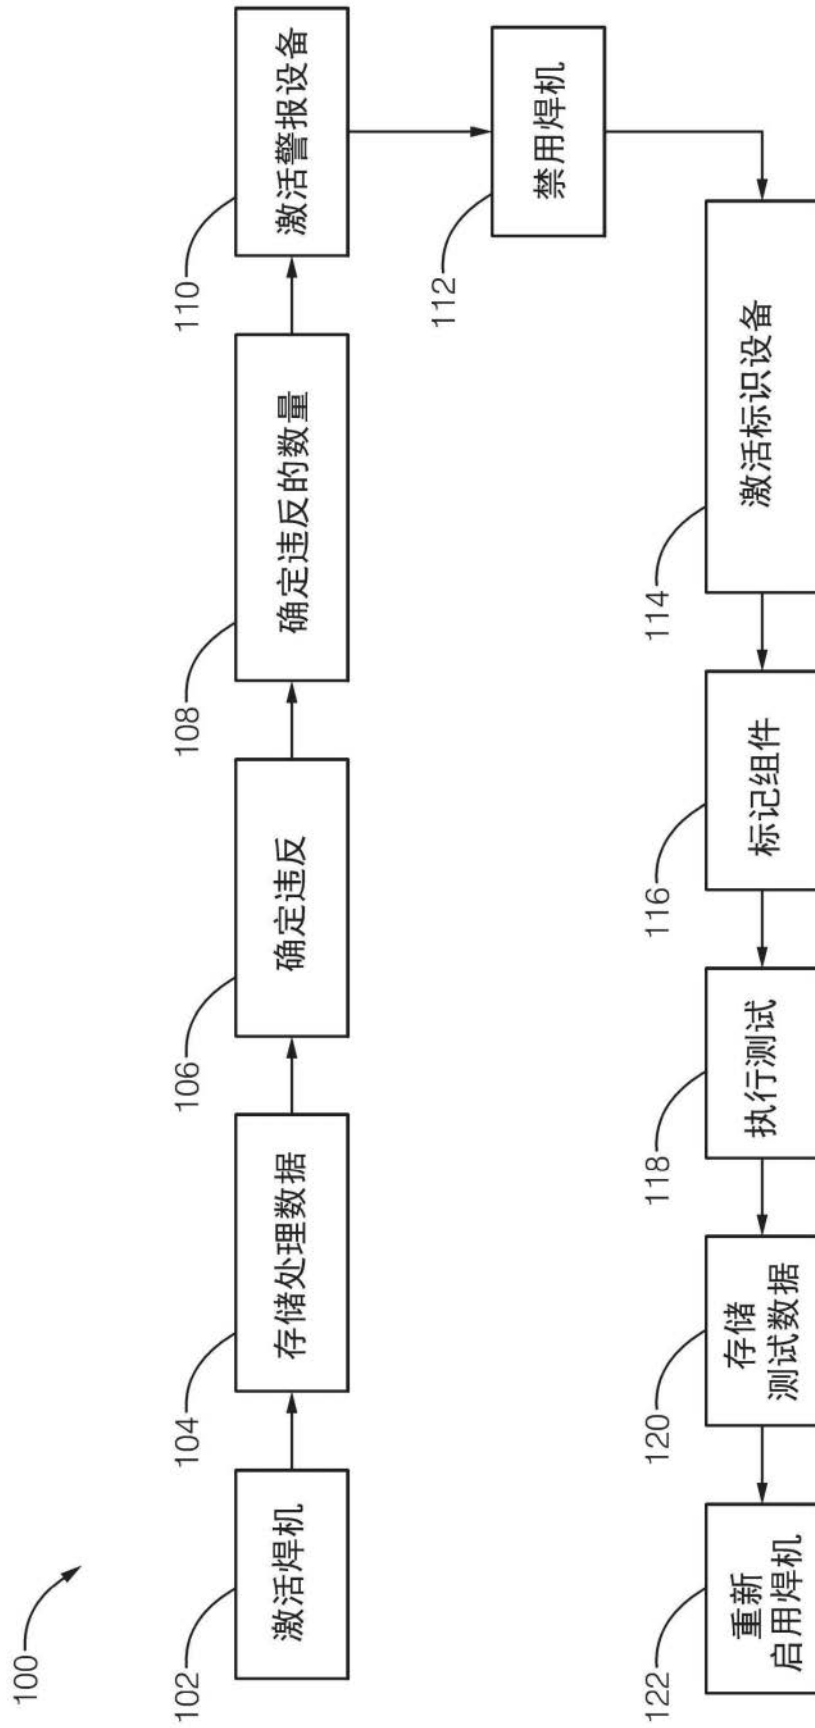 100
102
激活焊机
104
存储处理数据
106
确定违反
108
确定违反的数量
110
激活警报设备
112
禁用焊机
114
激活标识设备
116
标记组件
118
执行测试
120
存储
测试数据
122
重新
启用焊机